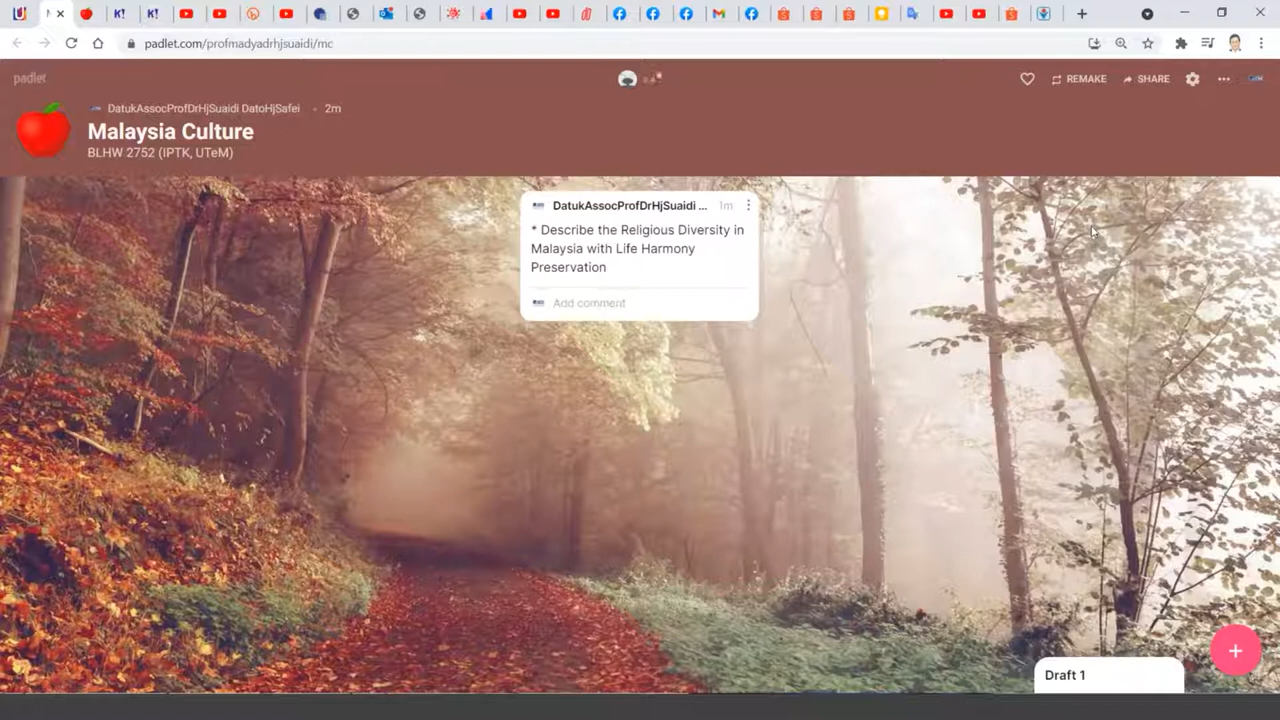 padlet.com/profmadyadrhjsuaidi/mc
padlet
REMAKE
SHARE
DatukAssocProfDrHjSuaidi DatoHjSafei • 2m
Malaysia Culture
BLHW 2752 (IPTK, UTeM)
DatukAssocProfDrHjSuaidi ... 1m
* Describe the Religious Diversity in
Malaysia with Life Harmony
Preservation
Add comment
Draft 1